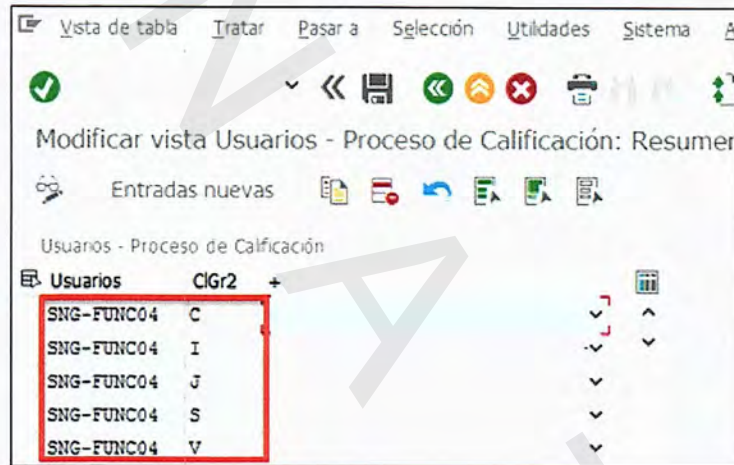 Vista de tabla Tratar Pasar a Selección Utilidades Sistema A
Modificar vista Usuarios - Proceso de Calificación: Resumen
Entradas nuevas
Usuarios - Proceso de Calificación
Usuarios ClGr2 +
SNG-FUNC04 C
SNG-FUNC04 I
SNG-FUNC04 J
SNG-FUNC04 S
SNG-FUNC04 V